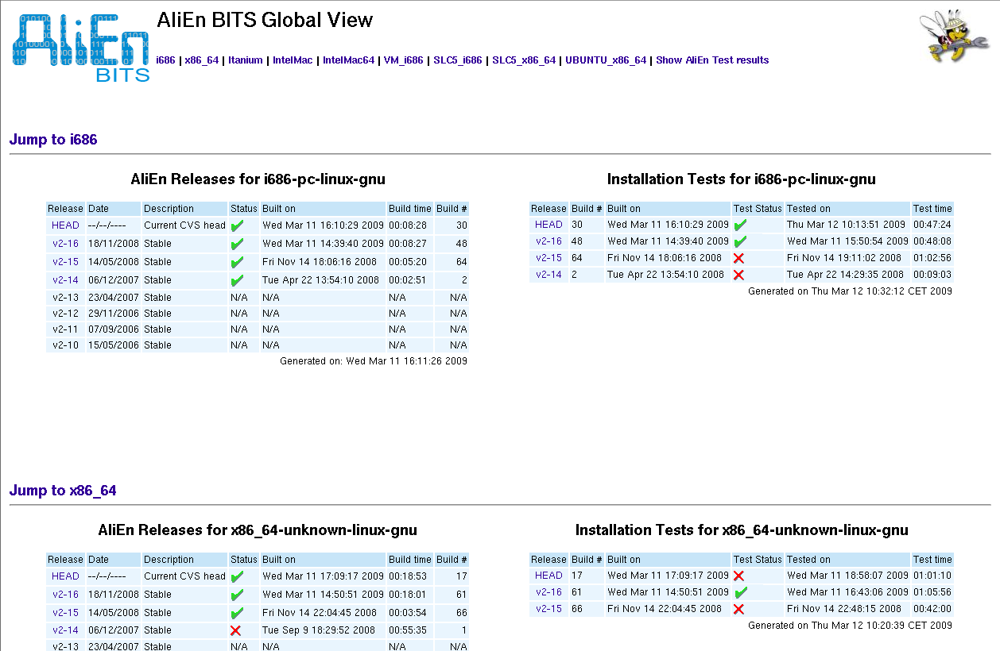 AliEn
BITS
AliEn BITS Global View
i686 | x86_64 | Itanium | IntelMac | IntelMac64 | VM_i686 | SLC5_i686 | SLC5_x86_64 | UBUNTU_x86_64 | Show AliEn Test results
Jump to i686
AliEn Releases for i686-pc-linux-gnu
Release Date Description Status Built on Build time Build #
HEAD --/--/---- Current CVS head Wed Mar 11 16:10:29 2009 00:08:28 30
v2-16 18/11/2008 Stable Wed Mar 11 14:39:40 2009 00:08:27 48
v2-15 14/05/2008 Stable Fri Nov 14 18:06:16 2008 00:05:20 64
v2-14 06/12/2007 Stable Tue Apr 22 13:54:10 2008 00:02:51 2
v2-13 23/04/2007 Stable N/A N/A N/A N/A
v2-12 29/11/2006 Stable N/A N/A N/A N/A
v2-11 07/09/2006 Stable N/A N/A N/A N/A
v2-10 15/05/2006 Stable N/A N/A N/A N/A
Generated on: Wed Mar 11 16:11:26 2009
Installation Tests for i686-pc-linux-gnu
Release Build # Built on Test Status Tested on Test time
HEAD 30 Wed Mar 11 16:10:29 2009 Thu Mar 12 10:13:51 2009 00:47:24
v2-16 48 Wed Mar 11 14:39:40 2009 Wed Mar 11 15:50:54 2009 00:48:08
v2-15 64 Fri Nov 14 18:06:16 2008 Fri Nov 14 19:11:02 2008 01:02:56
v2-14 2 Tue Apr 22 13:54:10 2008 Tue Apr 22 14:29:35 2008 00:09:03
Generated on Thu Mar 12 10:32:12 CET 2009
Jump to x86_64
AliEn Releases for x86_64-unknown-linux-gnu
Release Date Description Status Built on Build time Build #
HEAD --/--/---- Current CVS head Wed Mar 11 17:09:17 2009 00:18:53 17
v2-16 18/11/2008 Stable Wed Mar 11 14:50:51 2009 00:18:01 61
v2-15 14/05/2008 Stable Fri Nov 14 22:04:45 2008 00:03:54 66
v2-14 06/12/2007 Stable Tue Sep 9 18:29:52 2008 00:55:35 1
v2-13 23/04/2007 Stable N/A N/A N/A N/A
Installation Tests for x86_64-unknown-linux-gnu
Release Build # Built on Test Status Tested on Test time
HEAD 17 Wed Mar 11 17:09:17 2009 Wed Mar 11 18:58:07 2009 01:01:10
v2-16 61 Wed Mar 11 14:50:51 2009 Wed Mar 11 16:43:06 2009 01:05:56
v2-15 66 Fri Nov 14 22:04:45 2008 Fri Nov 14 22:48:15 2008 00:42:00
Generated on Thu Mar 12 10:20:39 CET 2009